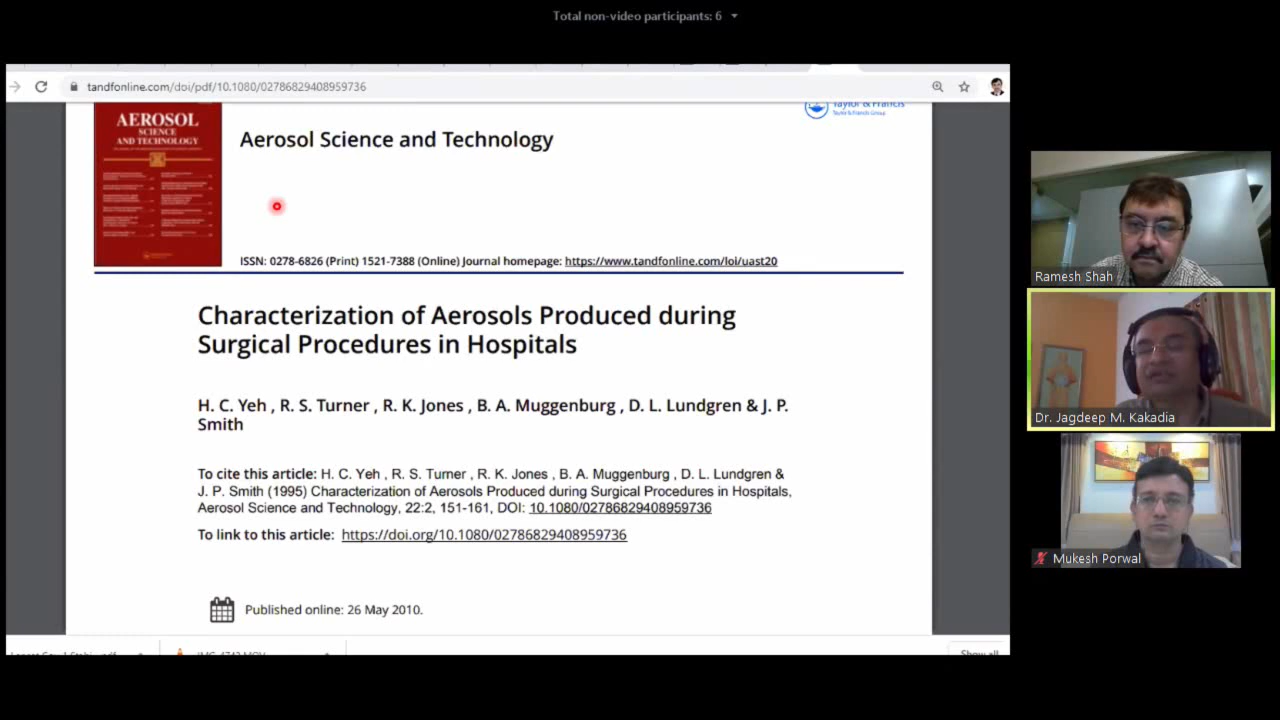 Total non-video participants: 6
tandfonline.com/doi/pdf/10.1080/02786829408959736
AEROSOL
SCIENCE
AND TECHNOLOGY
Taylor & Francis
Taylor & Francis Group
Aerosol Science and Technology
ISSN: 0278-6826 (Print) 1521-7388 (Online) Journal homepage: https://www.tandfonline.com/loi/uast20
Characterization of Aerosols Produced during
Surgical Procedures in Hospitals
H. C. Yeh , R. S. Turner , R. K. Jones , B. A. Muggenburg , D. L. Lundgren & J. P.
Smith
To cite this article: H. C. Yeh , R. S. Turner , R. K. Jones , B. A. Muggenburg , D. L. Lundgren &
J. P. Smith (1995) Characterization of Aerosols Produced during Surgical Procedures in Hospitals,
Aerosol Science and Technology, 22:2, 151-161, DOI: 10.1080/02786829408959736
To link to this article: https://doi.org/10.1080/02786829408959736
Published online: 26 May 2010.
Show all
Ramesh Shah
Dr. Jagdeep M. Kakadia
Mukesh Porwal